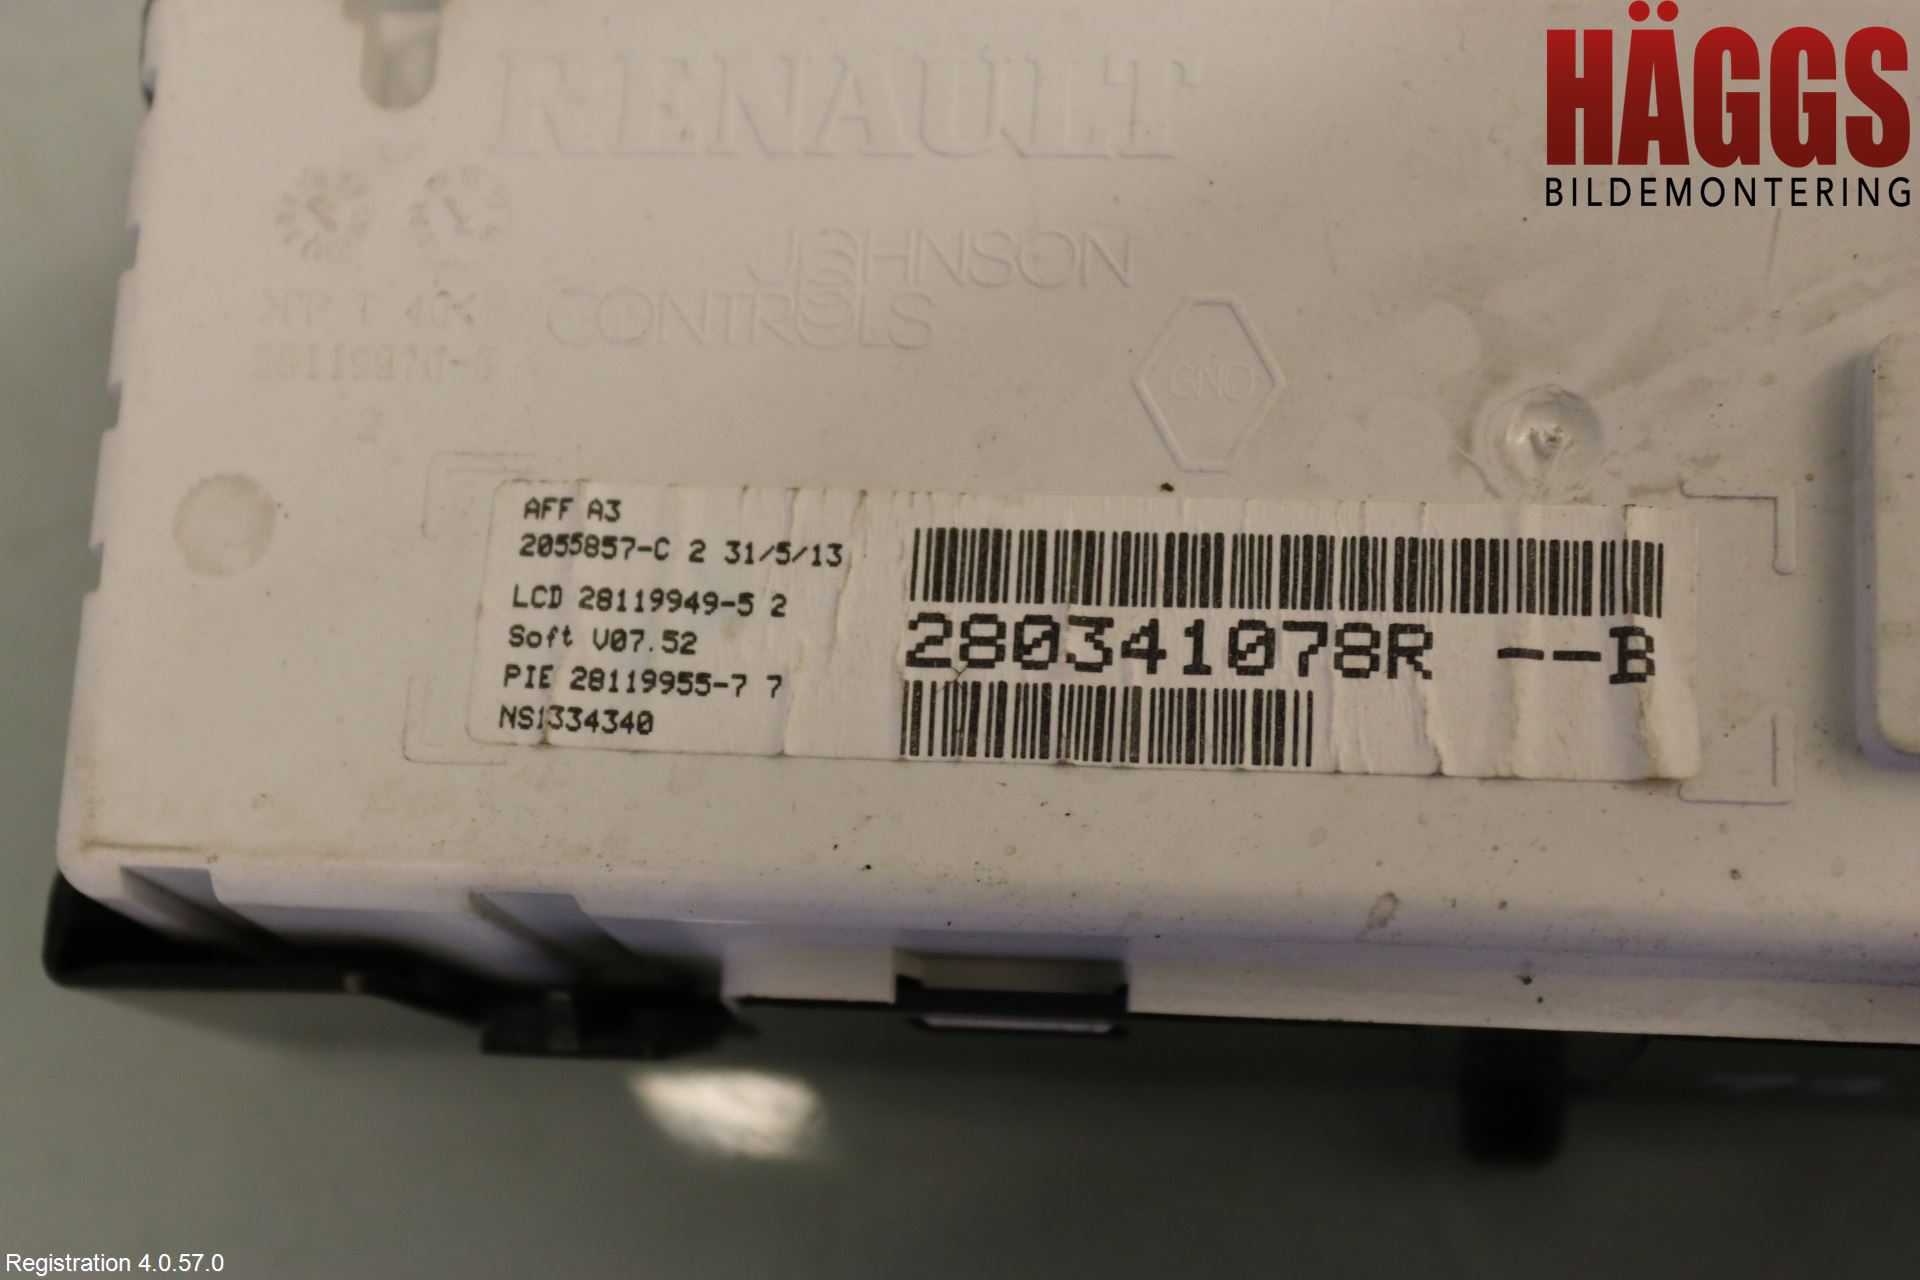 HÄGGS
BILDEMONTERING
RENAULT
JOHNSON
CONTROLS
GNO
AFF A3
2055857-C 2 31/5/13
LCD 28119949-5 2
Soft V07.52
PIE 28119955-7 7
NS1334340
280341078R --B
Registration 4.0.57.0